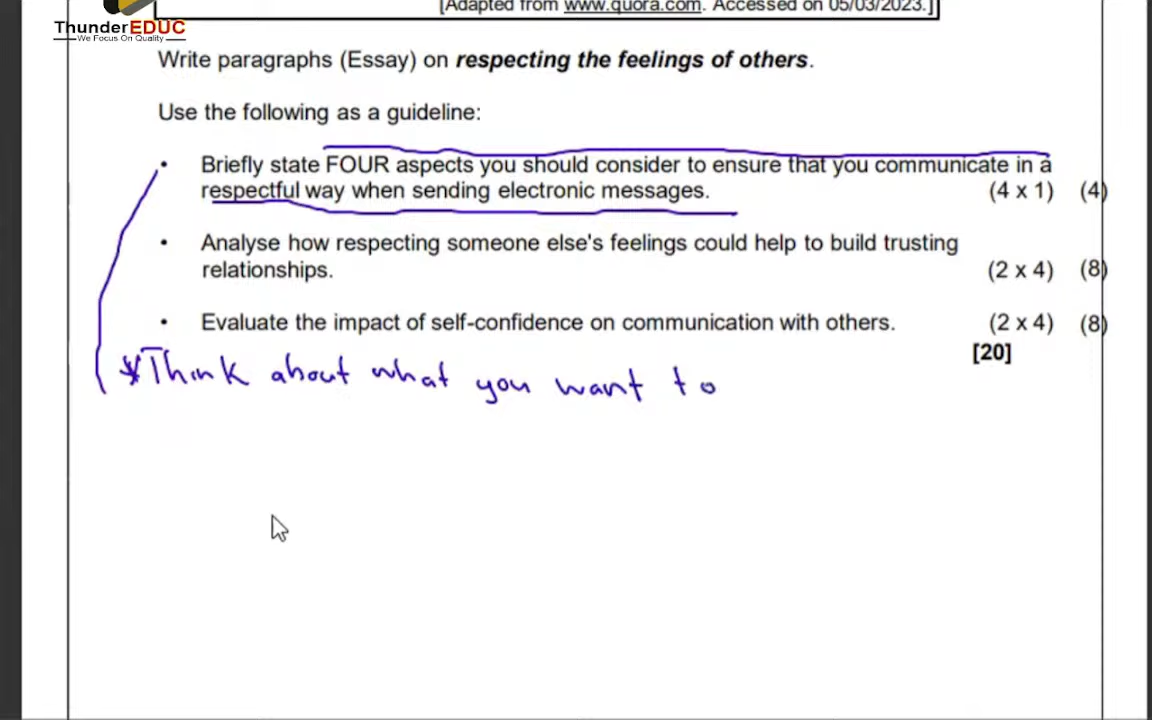 [Adapted from www.quora.com. Accessed on 05/03/2023.]
ThunderEDUC
We Focus On Quality
Write paragraphs (Essay) on respecting the feelings of others.
Use the following as a guideline:
• Briefly state FOUR aspects you should consider to ensure that you communicate in a
respectful way when sending electronic messages. (4 x 1) (4)
• Analyse how respecting someone else's feelings could help to build trusting
relationships. (2 x 4) (8)
• Evaluate the impact of self-confidence on communication with others. (2 x 4) (8)
[20]
*Think about what you want to